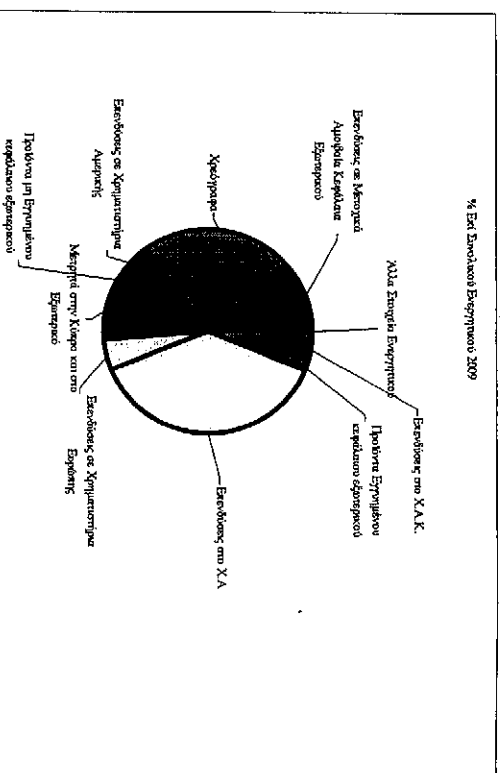 % Επί Συνολικού Ενεργητικού 2009
Επενδύσεις στο Χ.Α.Κ.
Προϊόντα Εγγυημένου
κεφαλαίου εξωτερικού
Άλλα Στοιχεία Ενεργητικού
Επενδύσεις σε Μετοχικά
Αμοιβαία Κεφάλαια
Εξωτερικού
Χρεόγραφα
Επενδύσεις σε Χρηματιστήρια
Αμερικής
Προϊόντα μη Εγγυημένου
κεφαλαίου εξωτερικού
Μετρητά στην Κύπρο και στο
Εξωτερικό
Επενδύσεις σε Χρηματιστήρια
Ευρώπης
Επενδύσεις στο Χ.Α